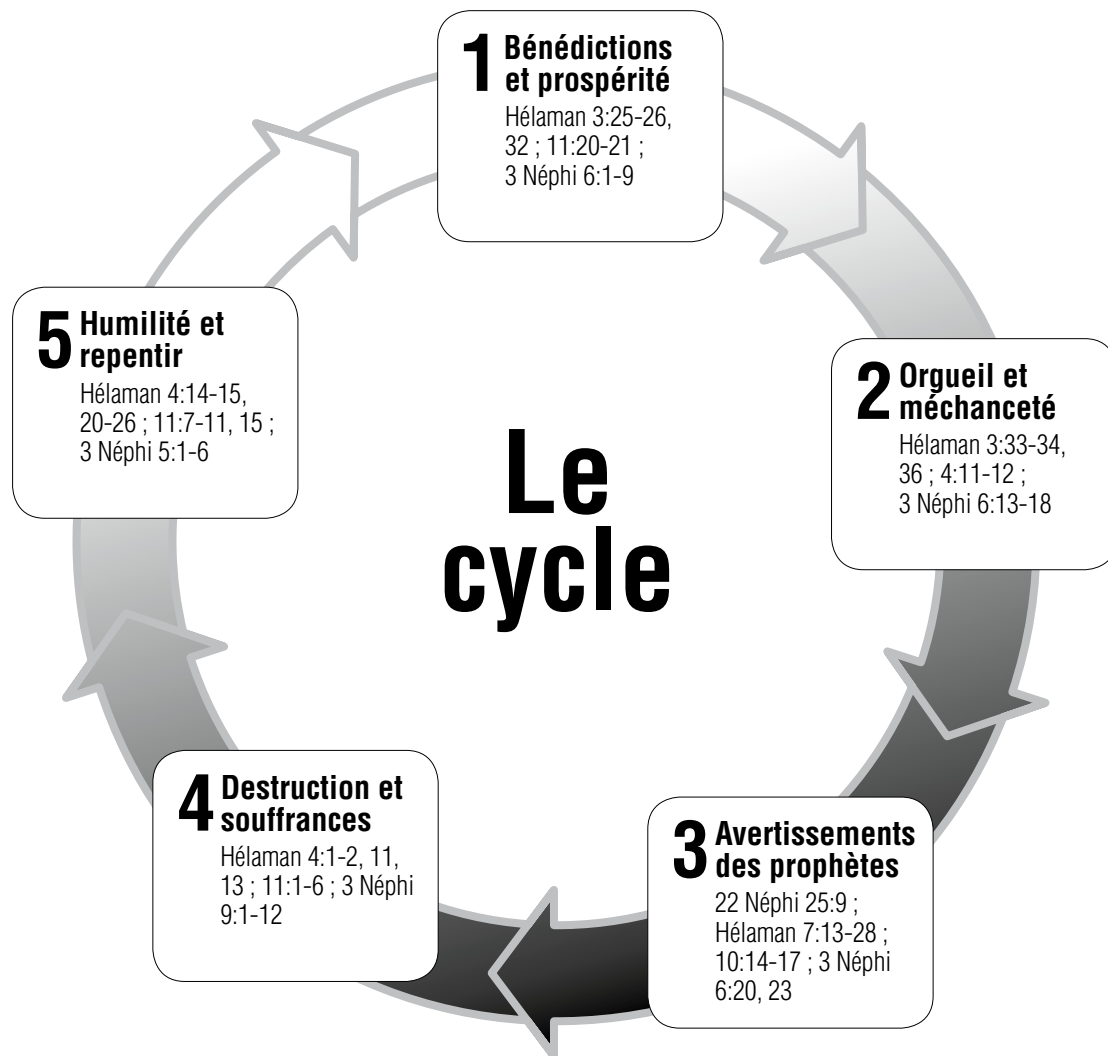 1 Bénédictions
et prospérité
Hélaman 3:25-26,
32 ; 11:20-21 ;
3 Néphi 6:1-9
2 Orgueil et
méchanceté
Hélaman 3:33-34,
36 ; 4:11-12 ;
3 Néphi 6:13-18
3 Avertissements
des prophètes
22 Néphi 25:9 ;
Hélaman 7:13-28 ;
10:14-17 ; 3 Néphi
6:20, 23
4 Destruction et
souffrances
Hélaman 4:1-2, 11,
13 ; 11:1-6 ; 3 Néphi
9:1-12
5 Humilité et
repentir
Hélaman 4:14-15,
20-26 ; 11:7-11, 15 ;
3 Néphi 5:1-6
Le
cycle